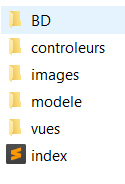 BD
controleurs
images
modele
vues
index